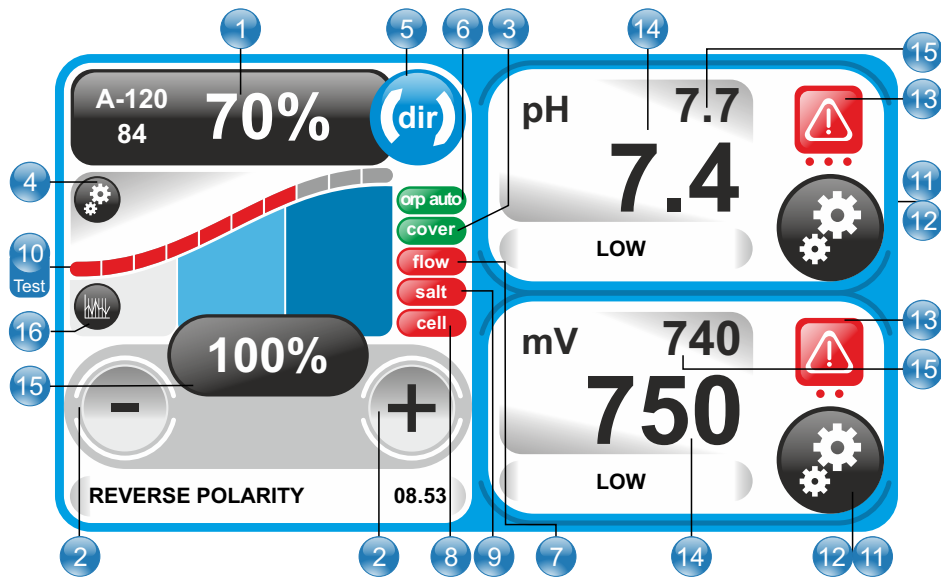 1
5
6
3
14
15
A-120
84
70%
(dir)
pH
7.7
7.4
LOW
13
11
12
4
10
Test
16
15
orp auto
cover
flow
salt
cell
100%
-
+
REVERSE POLARITY 08.53
mV
740
750
LOW
13
15
2
2
8
9
7
14
12
11